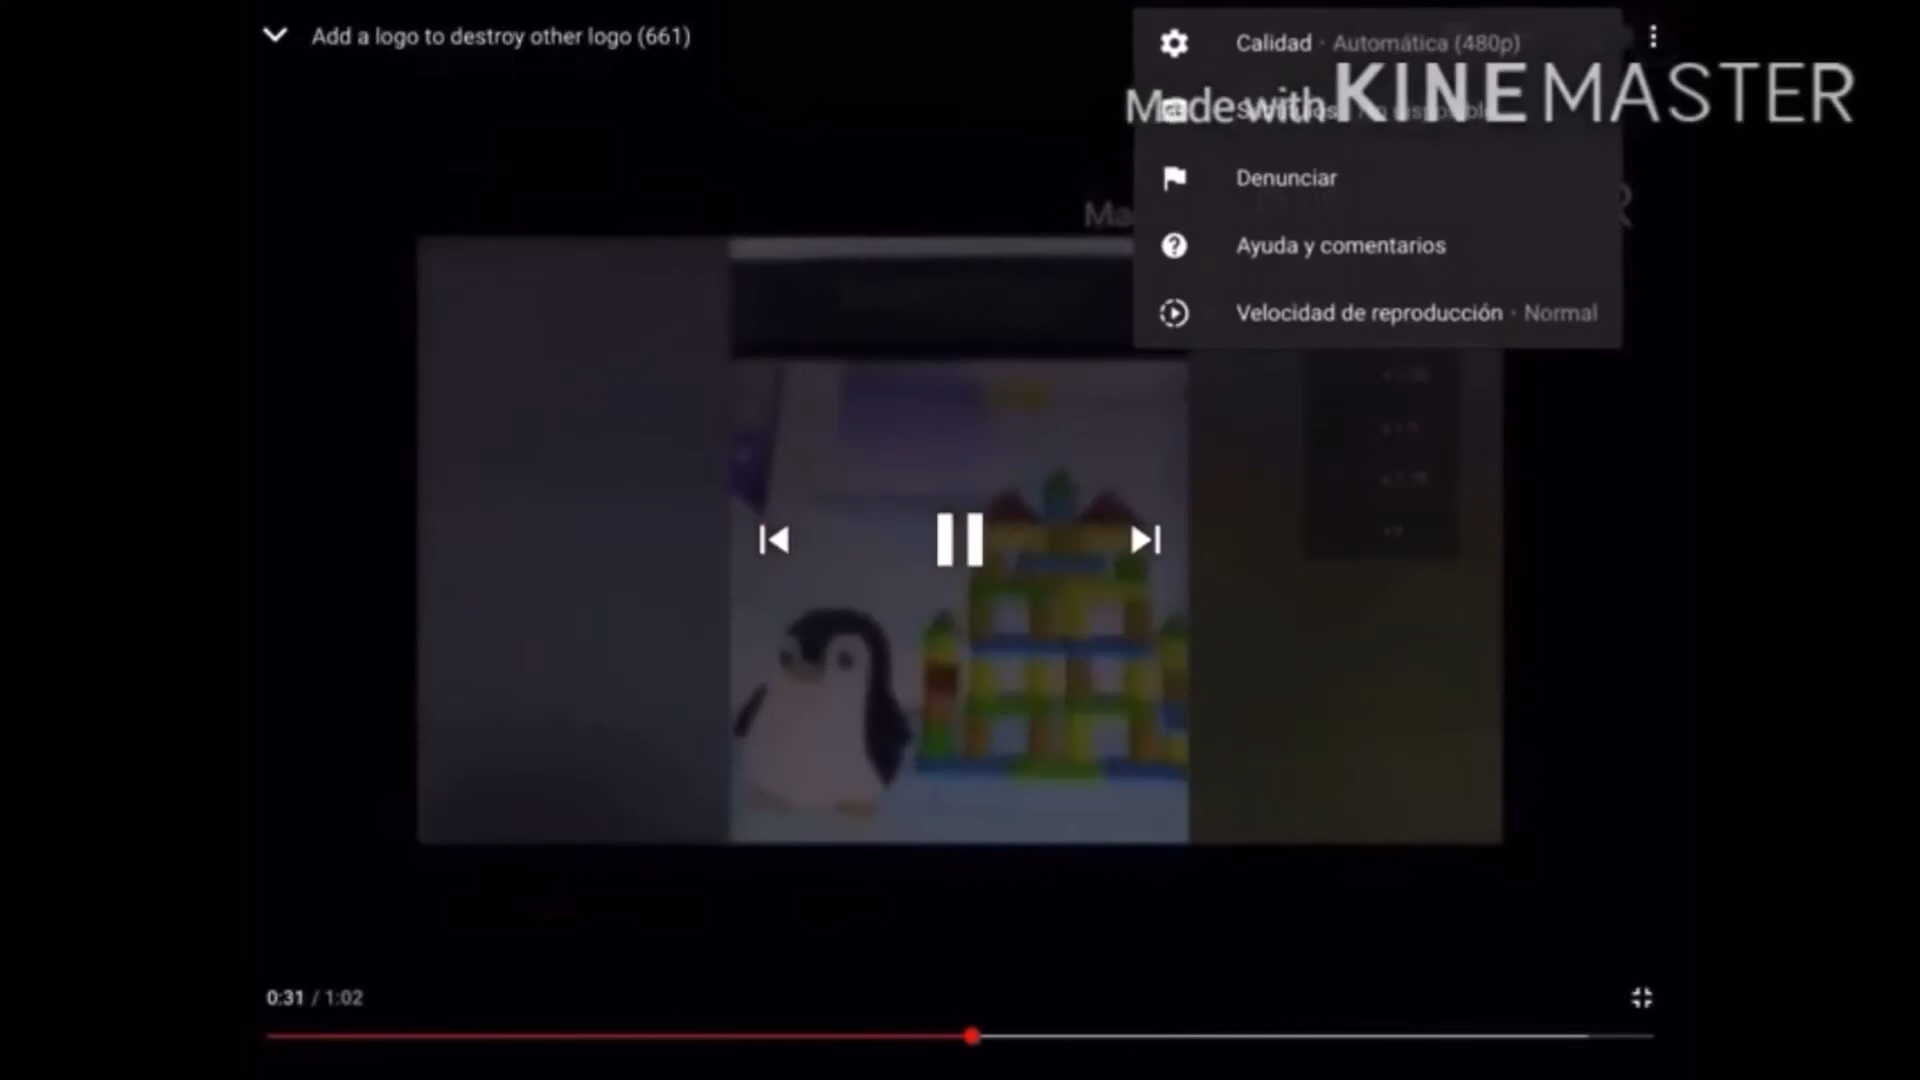 Add a logo to destroy other logo (661)
Calidad · Automática (480p)
Made with KINEMASTER
Denunciar
Ma
R
Ayuda y comentarios
Velocidad de reproducción · Normal
0:31 / 1:02